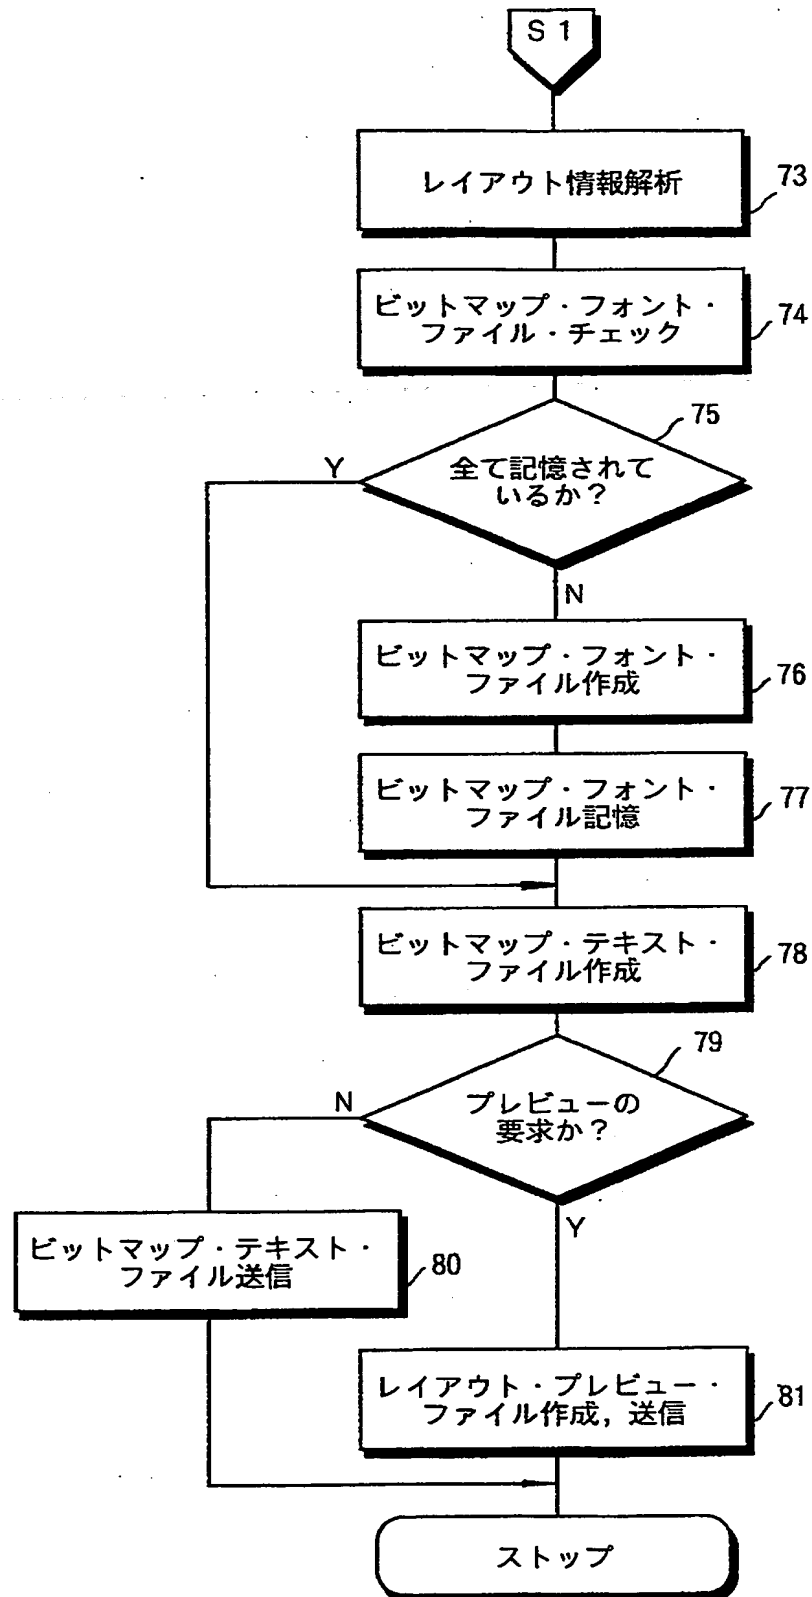 S 1
レイアウト情報解析
73
ビットマップ・フォント・
ファイル・チェック
74
75
全て記憶されて
いるか？
Y
N
ビットマップ・フォント・
ファイル作成
76
ビットマップ・フォント・
ファイル記憶
77
ビットマップ・テキスト・
ファイル作成
78
79
プレビューの
要求か？
N
Y
ビットマップ・テキスト・
ファイル送信
80
レイアウト・プレビュー・
ファイル作成，送信
81
ストップ